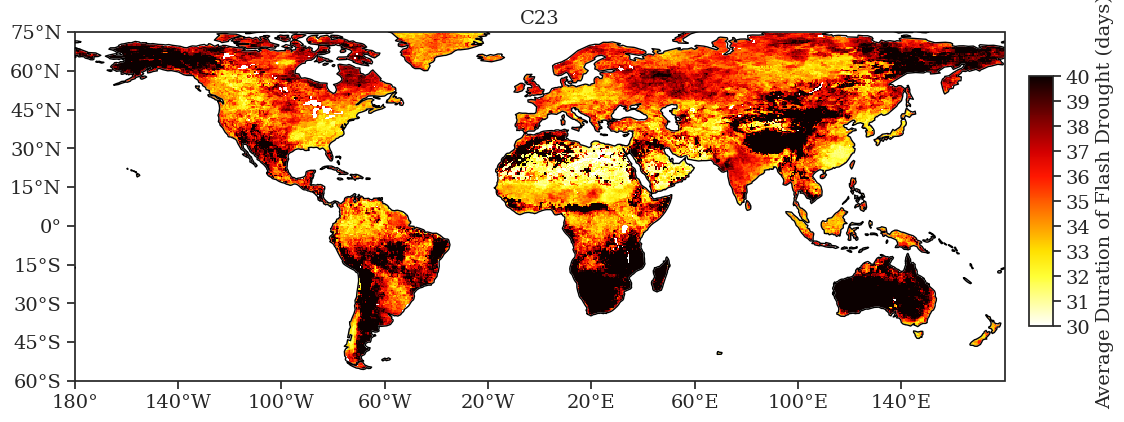 C23
75°N
60°N
45°N
30°N
15°N
0°
15°S
30°S
45°S
60°S
180°
140°W
100°W
60°W
20°W
20°E
60°E
100°E
140°E
40
39
38
37
36
35
34
33
32
31
30
Average Duration of Flash Drought (days)